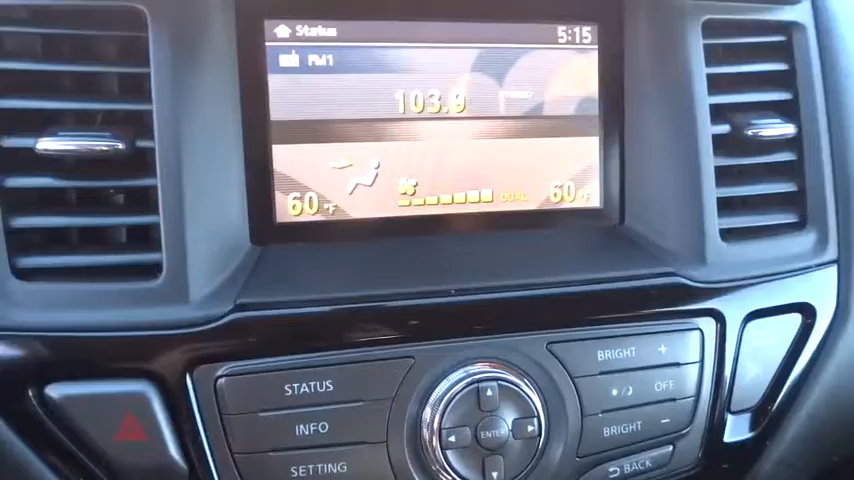 Status 5:15
FM1
103.9
60°F DUAL 60°F
STATUS
INFO
SETTING
ENTER
BRIGHT +
OFF
BRIGHT -
BACK